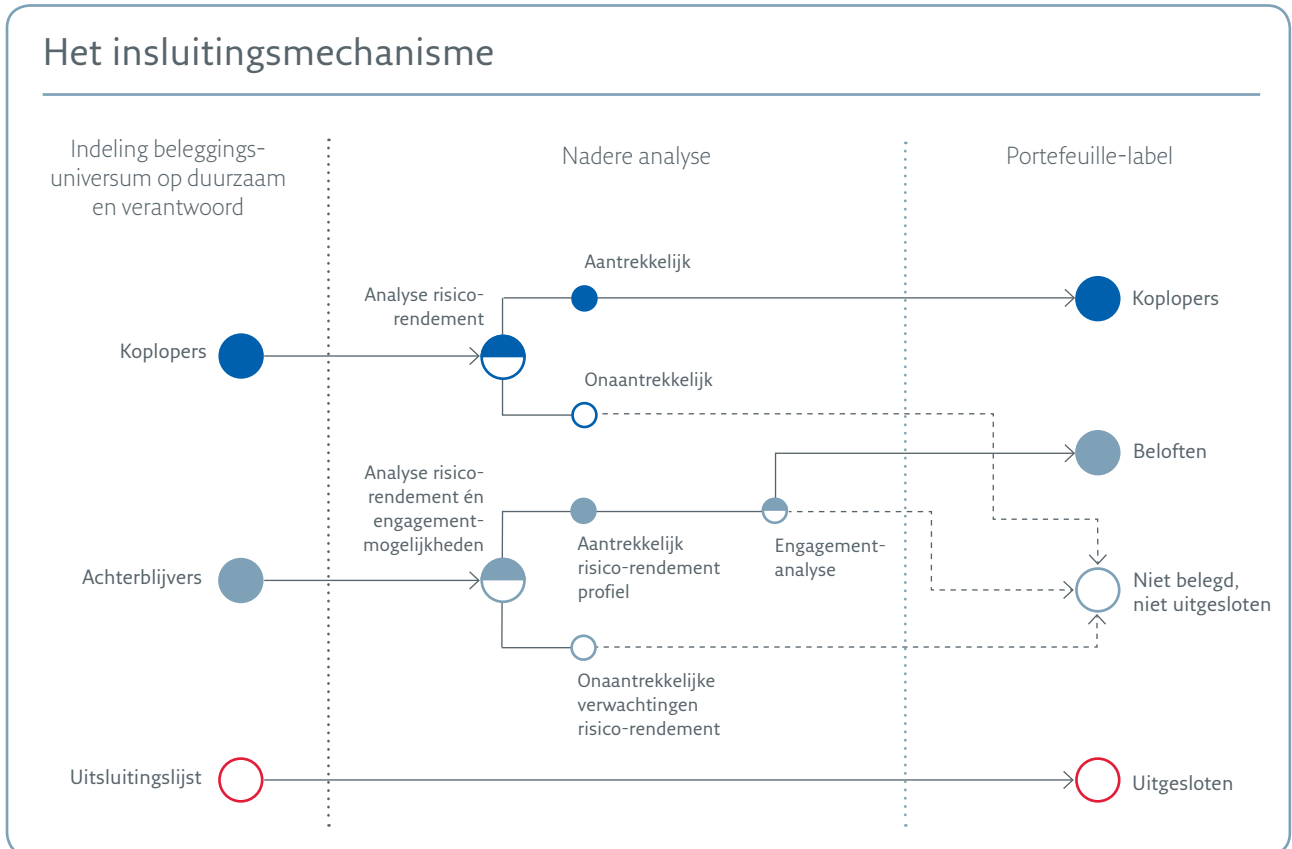 Het insluitingsmechanisme
Indeling beleggings-
universum op duurzaam
en verantwoord
Nadere analyse
Portefeuille-label
Aantrekkelijk
Analyse risico-
rendement
Koplopers
Koplopers
Onaantrekkelijk
Beloften
Analyse risico-
rendement én
engagement-
mogelijkheden
Aantrekkelijk
risico-rendement
profiel
Engagement-
analyse
Achterblijvers
Niet belegd,
niet uitgesloten
Onaantrekkelijke
verwachtingen
risico-rendement
Uitsluitingslijst
Uitgesloten